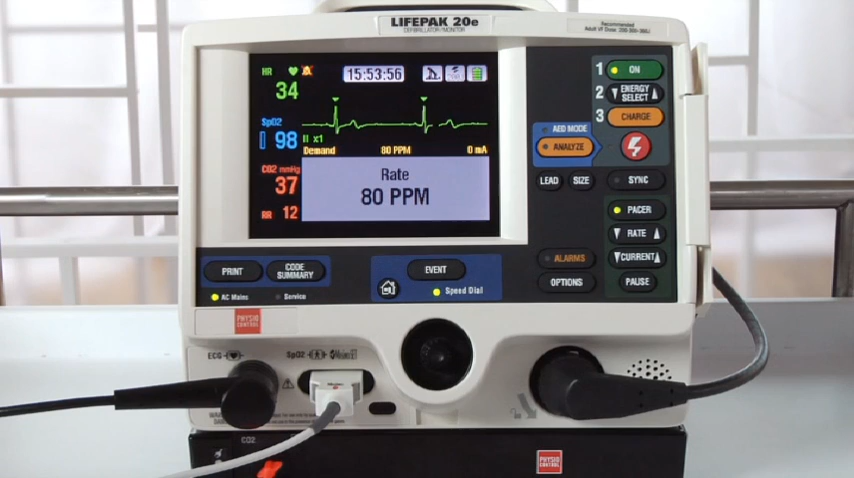 LIFEPAK 20e
DEFIBRILLATOR/MONITOR
Recommended
Adult VF Dose: 200-300-360J
HR
34
15:53:56
SpO2
98
II x1
Demand 80 PPM 0 mA
CO2 mmHg
37
RR 12
Rate
80 PPM
1 ON
2 ENERGY SELECT
3 CHARGE
AED MODE
ANALYZE
LEAD SIZE SYNC
PACER
RATE
CURRENT
PAUSE
ALARMS
OPTIONS
PRINT
CODE SUMMARY
EVENT
AC Mains Service
Speed Dial
PHYSIO
CONTROL
ECG
SpO2
CO2
PHYSIO
CONTROL